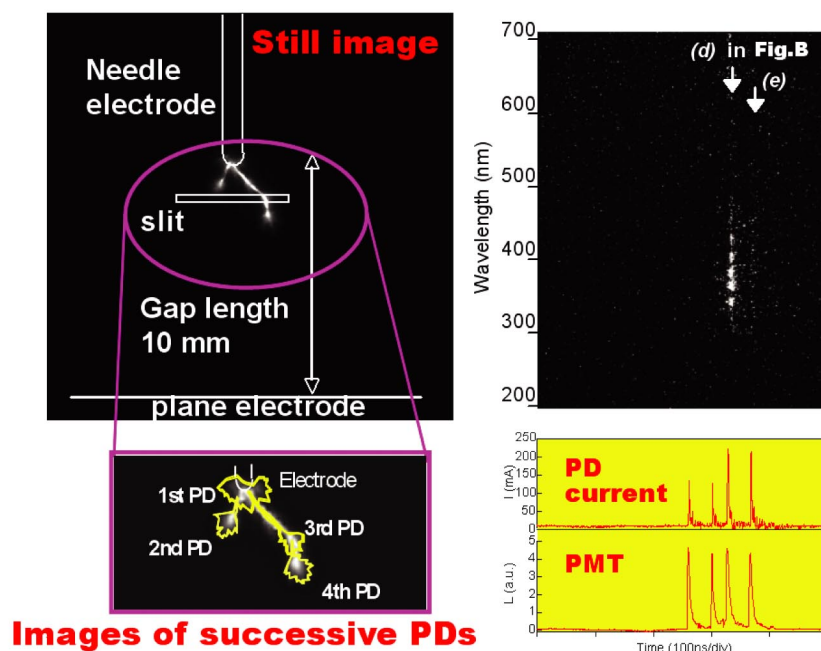 Still image
Needle
electrode
slit
Gap length
10 mm
plane electrode
Electrode
1st PD
2nd PD
3rd PD
4th PD
Images of successive PDs
(d) in Fig.B
(e)
Wavelength (nm)
700
600
500
400
300
200
I (mA)
250
200
150
100
50
0
PD
current
L (a.u.)
5
4
3
2
1
0
PMT
Time (100ns/div)